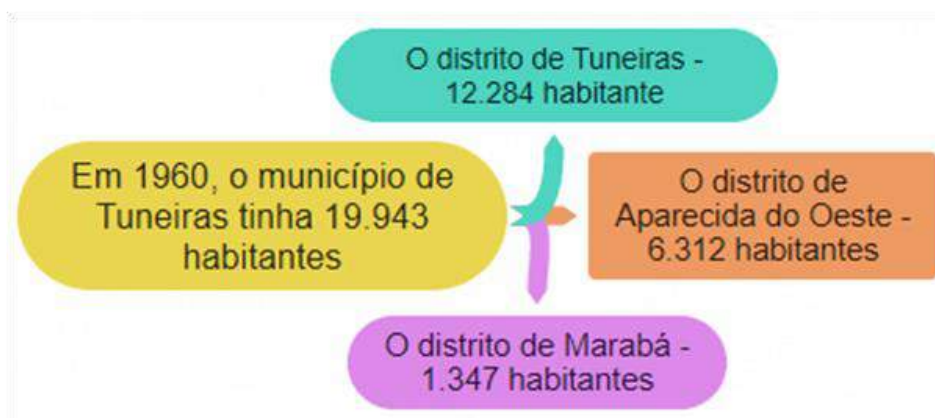 O distrito de Tuneiras -
12.284 habitante
Em 1960, o município de
Tuneiras tinha 19.943
habitantes
O distrito de
Aparecida do Oeste -
6.312 habitantes
O distrito de Marabá -
1.347 habitantes